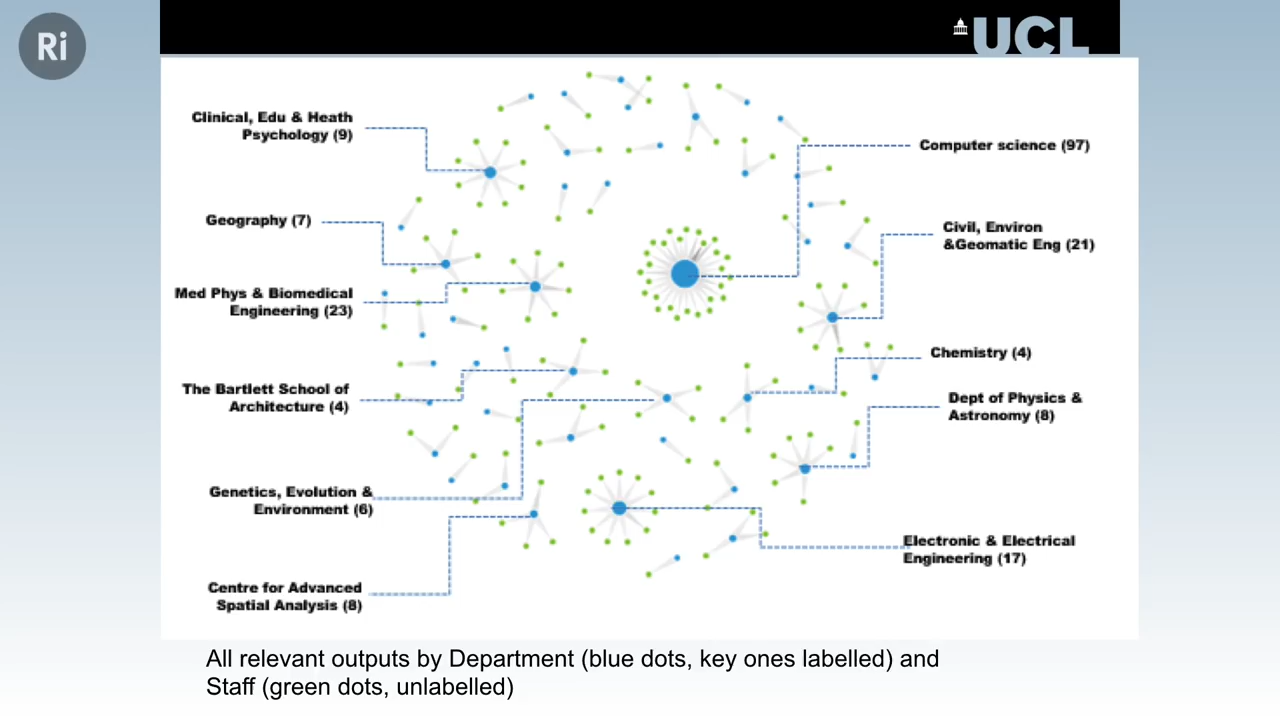 Ri
UCL
Clinical, Edu & Heath
Psychology (9)
Geography (7)
Med Phys & Biomedical
Engineering (23)
The Bartlett School of
Architecture (4)
Genetics, Evolution &
Environment (6)
Centre for Advanced
Spatial Analysis (8)
Computer science (97)
Civil, Environ
&Geomatic Eng (21)
Chemistry (4)
Dept of Physics &
Astronomy (8)
Electronic & Electrical
Engineering (17)
All relevant outputs by Department (blue dots, key ones labelled) and
Staff (green dots, unlabelled)